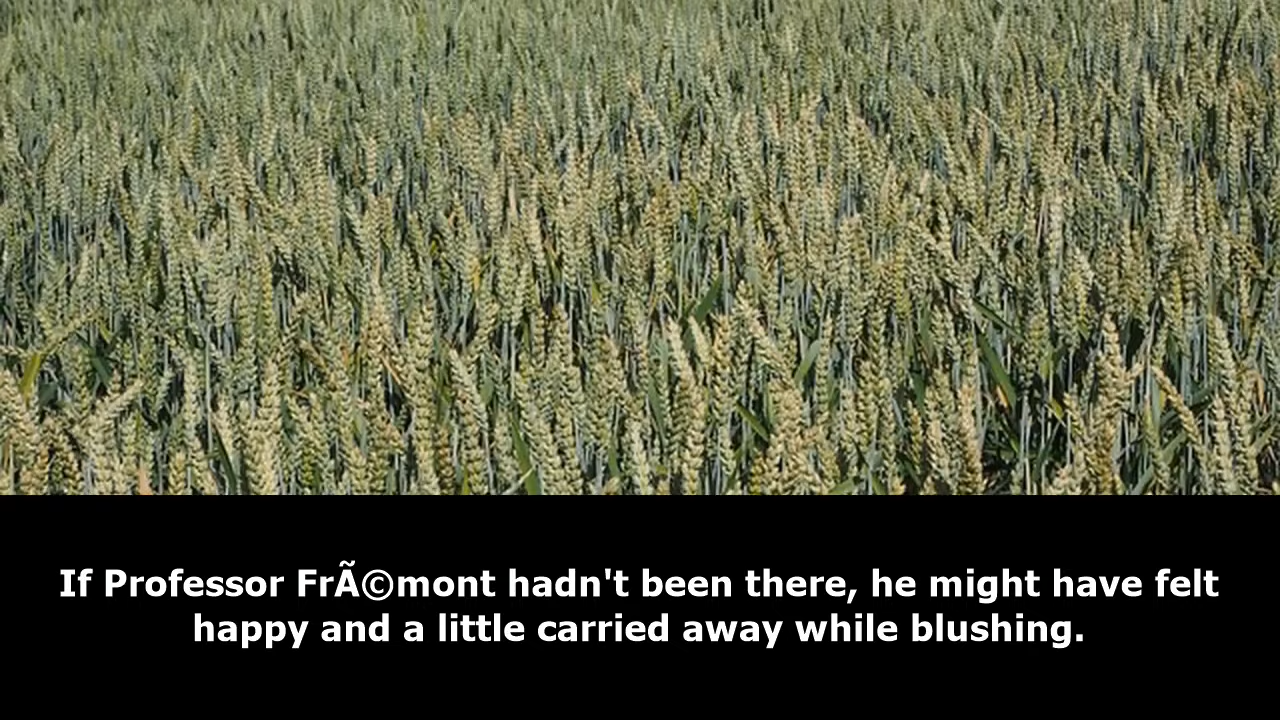 If Professor FrÃ©mont hadn't been there, he might have felt
happy and a little carried away while blushing.